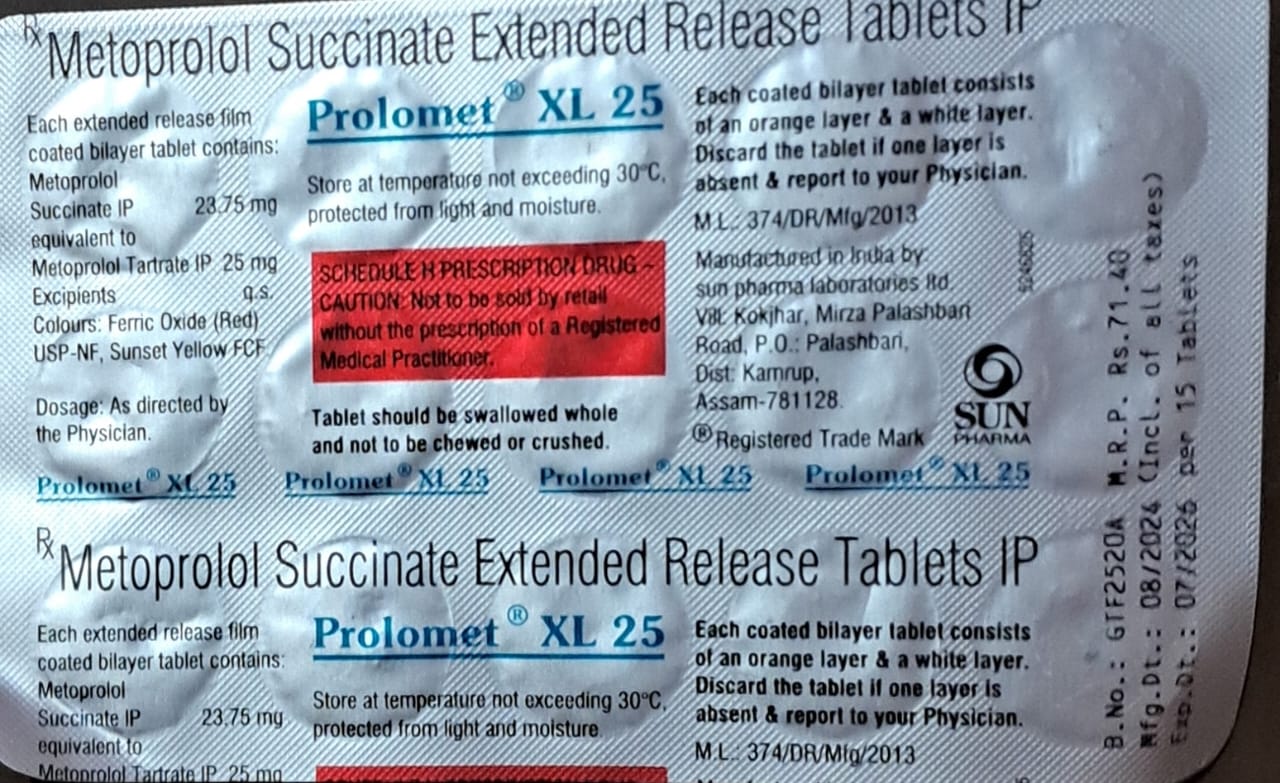 Rx Metoprolol Succinate Extended Release Tablets IP
Each extended release film
coated bilayer tablet contains:
Metoprolol
Succinate IP 23.75 mg
equivalent to
Metoprolol Tartrate IP 25 mg
Excipients q.s.
Colours: Ferric Oxide (Red)
USP-NF, Sunset Yellow FCF
Dosage: As directed by
the Physician.
Prolomet® XL 25
Store at temperature not exceeding 30°C,
protected from light and moisture.
SCHEDULE H PRESCRIPTION DRUG -
CAUTION: Not to be sold by retail
without the prescription of a Registered
Medical Practitioner.
Tablet should be swallowed whole
and not to be chewed or crushed.
Each coated bilayer tablet consists
of an orange layer & a white layer.
Discard the tablet if one layer is
absent & report to your Physician.
M.L.: 374/DR/Mfg/2013
Manufactured in India by:
sun pharma laboratories ltd.
Vill: Kokjhar, Mirza Palashbari
Road, P.O.: Palashbari,
Dist: Kamrup,
Assam-781128.
®Registered Trade Mark
SUN
PHARMA
Prolomet® XL 25 Prolomet® XL 25 Prolomet® XL 25 Prolomet® XL 25
Rx Metoprolol Succinate Extended Release Tablets IP
Each extended release film
coated bilayer tablet contains:
Metoprolol
Succinate IP 23.75 mg
equivalent to
Metoprolol Tartrate IP 25 mg
Prolomet® XL 25
Store at temperature not exceeding 30°C,
protected from light and moisture.
Each coated bilayer tablet consists
of an orange layer & a white layer.
Discard the tablet if one layer is
absent & report to your Physician.
M.L.: 374/DR/Mfg/2013
B.No.: GTF2520A M.R.P. Rs.71.40
Mfg.Dt.: 08/2024 (Incl. of all taxes)
Exp.Dt.: 07/2026 per 15 Tablets